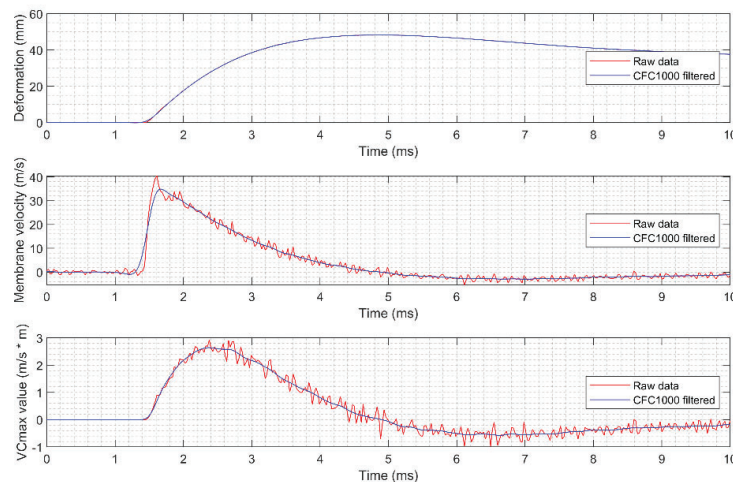 Deformation (mm)
60
40
20
0
Raw data
CFC1000 filtered
0 1 2 3 4 5 6 7 8 9 10
Time (ms)
Membrane velocity (m/s)
40
30
20
10
0
Raw data
CFC1000 filtered
0 1 2 3 4 5 6 7 8 9 10
Time (ms)
VCmax value (m/s * m)
3
2
1
0
-1
Raw data
CFC1000 filtered
0 1 2 3 4 5 6 7 8 9 10
Time (ms)